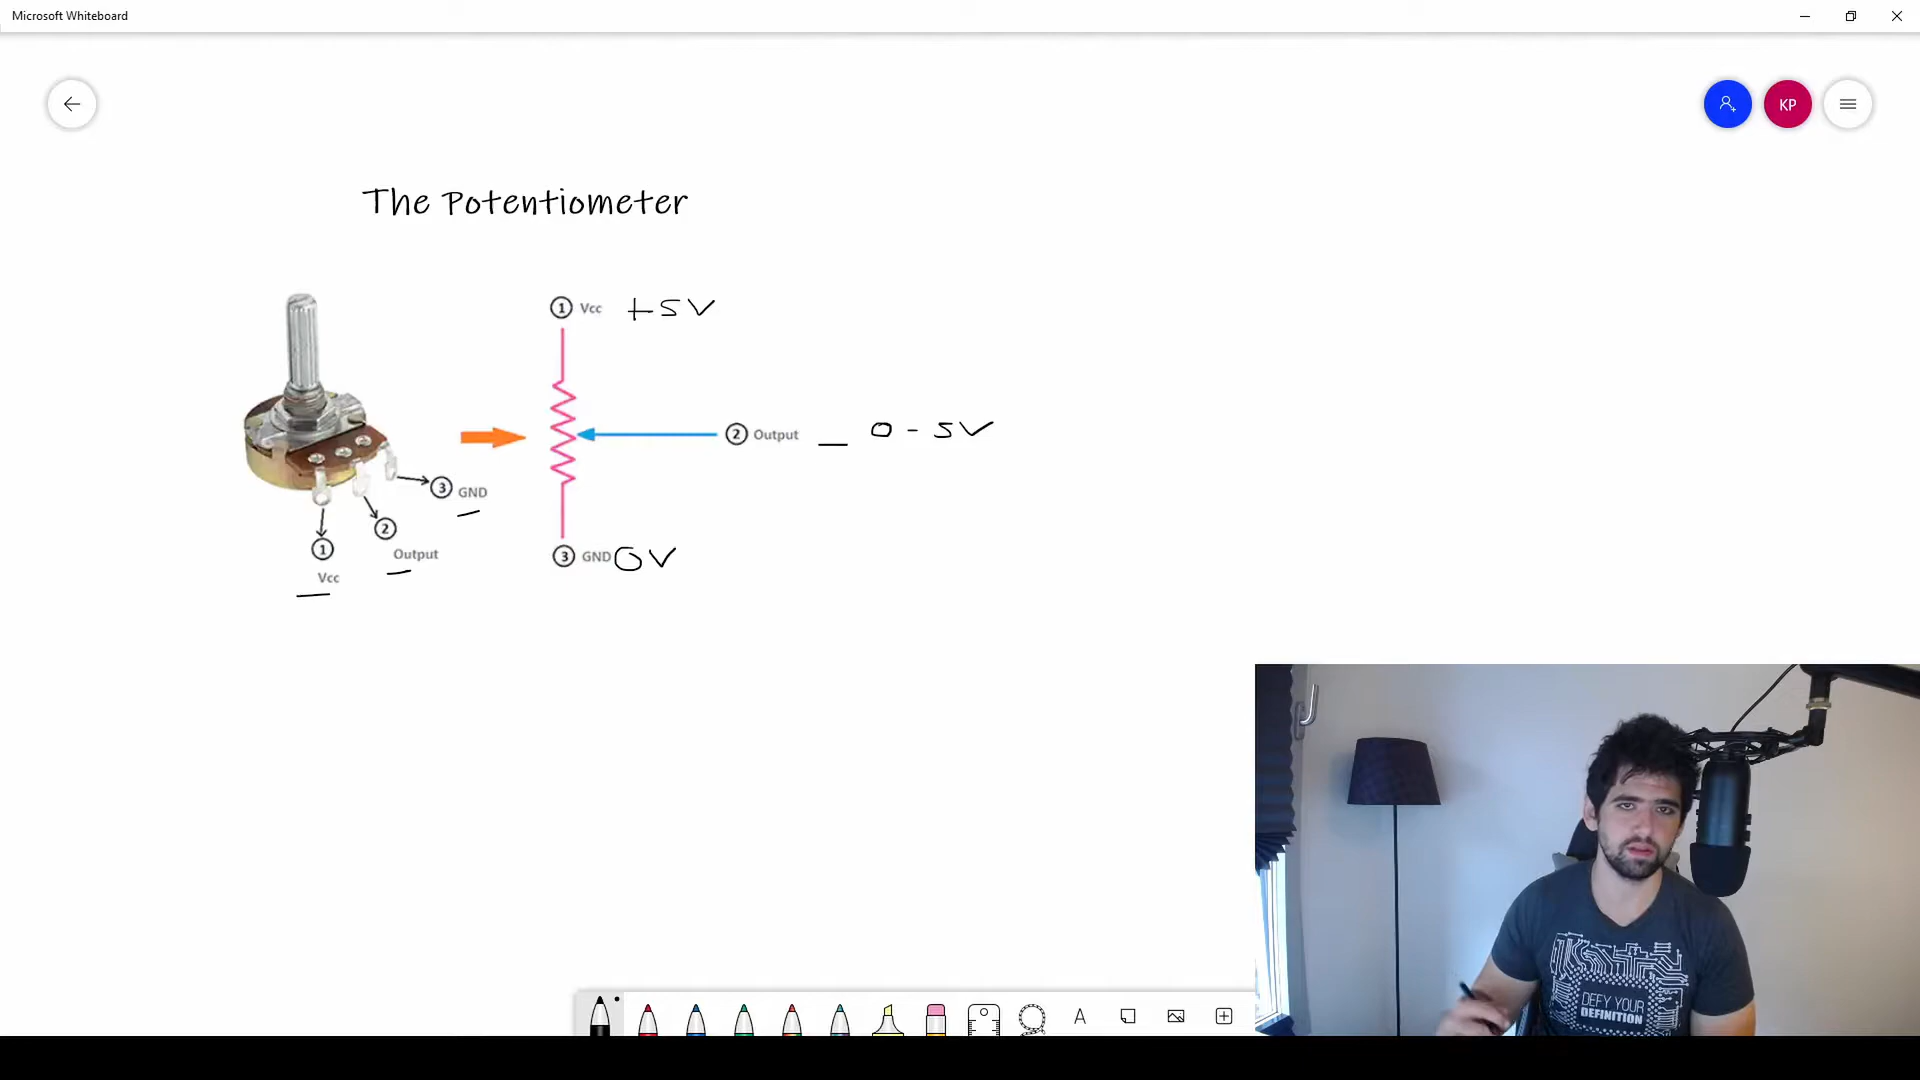 Microsoft Whiteboard
KP
The Potentiometer
1 Vcc +5V
2 Output 0 - 5V
3 GND
2
Output
1
Vcc
3 GND 0V
A
DEFY YOUR
DEFINITION